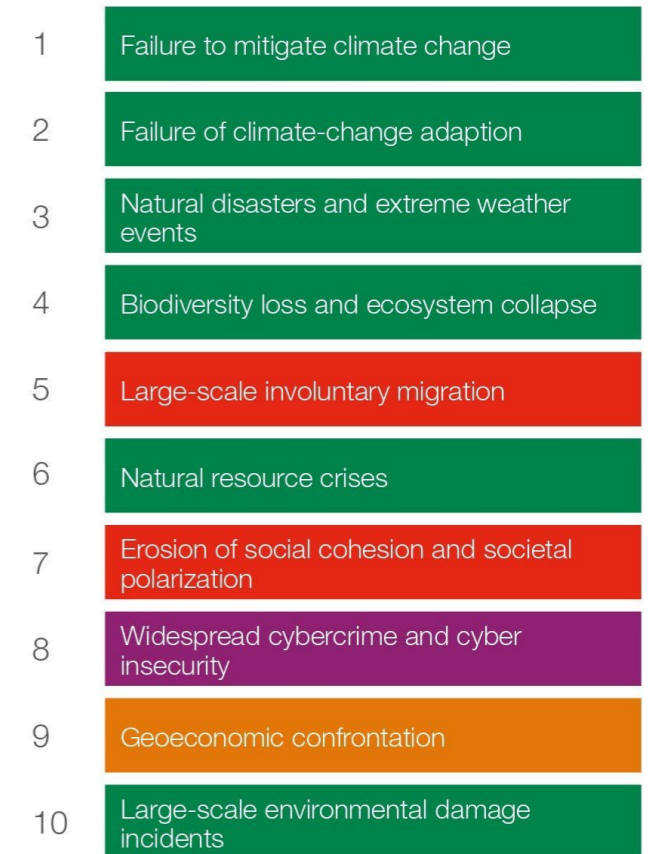 1
Failure to mitigate climate change
2
Failure of climate-change adaption
3
Natural disasters and extreme weather
events
4
Biodiversity loss and ecosystem collapse
5
Large-scale involuntary migration
6
Natural resource crises
7
Erosion of social cohesion and societal
polarization
8
Widespread cybercrime and cyber
insecurity
9
Geoeconomic confrontation
10
Large-scale environmental damage
incidents